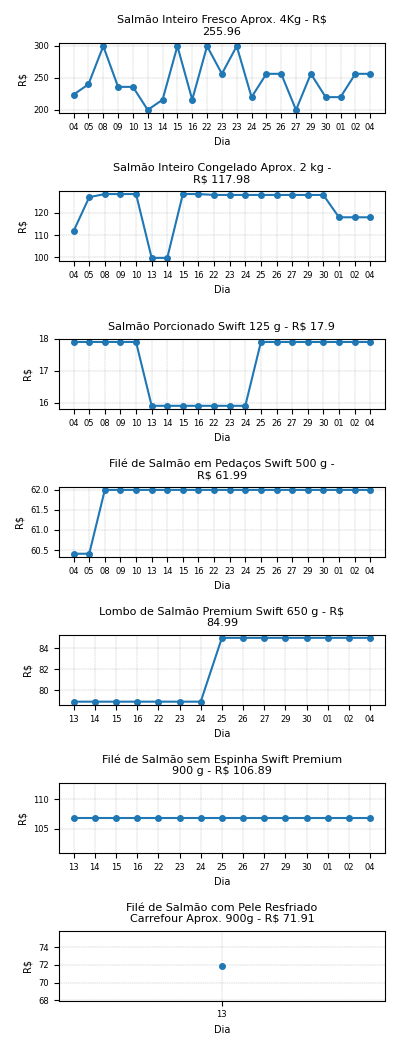 Salmão Inteiro Fresco Aprox. 4Kg - R$
255.96
300
250
200
R$
04 05 08 09 10 13 14 15 16 22 23 23 24 25 26 27 29 30 01 02 04
Dia
Salmão Inteiro Congelado Aprox. 2 kg -
R$ 117.98
120
110
100
R$
04 05 08 09 10 13 14 15 16 22 23 24 25 26 27 29 30 01 02 04
Dia
Salmão Porcionado Swift 125 g - R$ 17.9
18
17
16
R$
04 05 08 09 10 13 14 15 16 22 23 24 25 26 27 29 30 01 02 04
Dia
Filé de Salmão em Pedaços Swift 500 g -
R$ 61.99
62.0
61.5
61.0
60.5
R$
04 05 08 09 10 13 14 15 16 22 23 24 25 26 27 29 30 01 02 04
Dia
Lombo de Salmão Premium Swift 650 g - R$
84.99
84
82
80
R$
13 14 15 16 22 23 24 25 26 27 29 30 01 02 04
Dia
Filé de Salmão sem Espinha Swift Premium
900 g - R$ 106.89
110
105
R$
13 14 15 16 22 23 24 25 26 27 29 30 01 02 04
Dia
Filé de Salmão com Pele Resfriado
Carrefour Aprox. 900g - R$ 71.91
74
72
70
68
R$
13
Dia